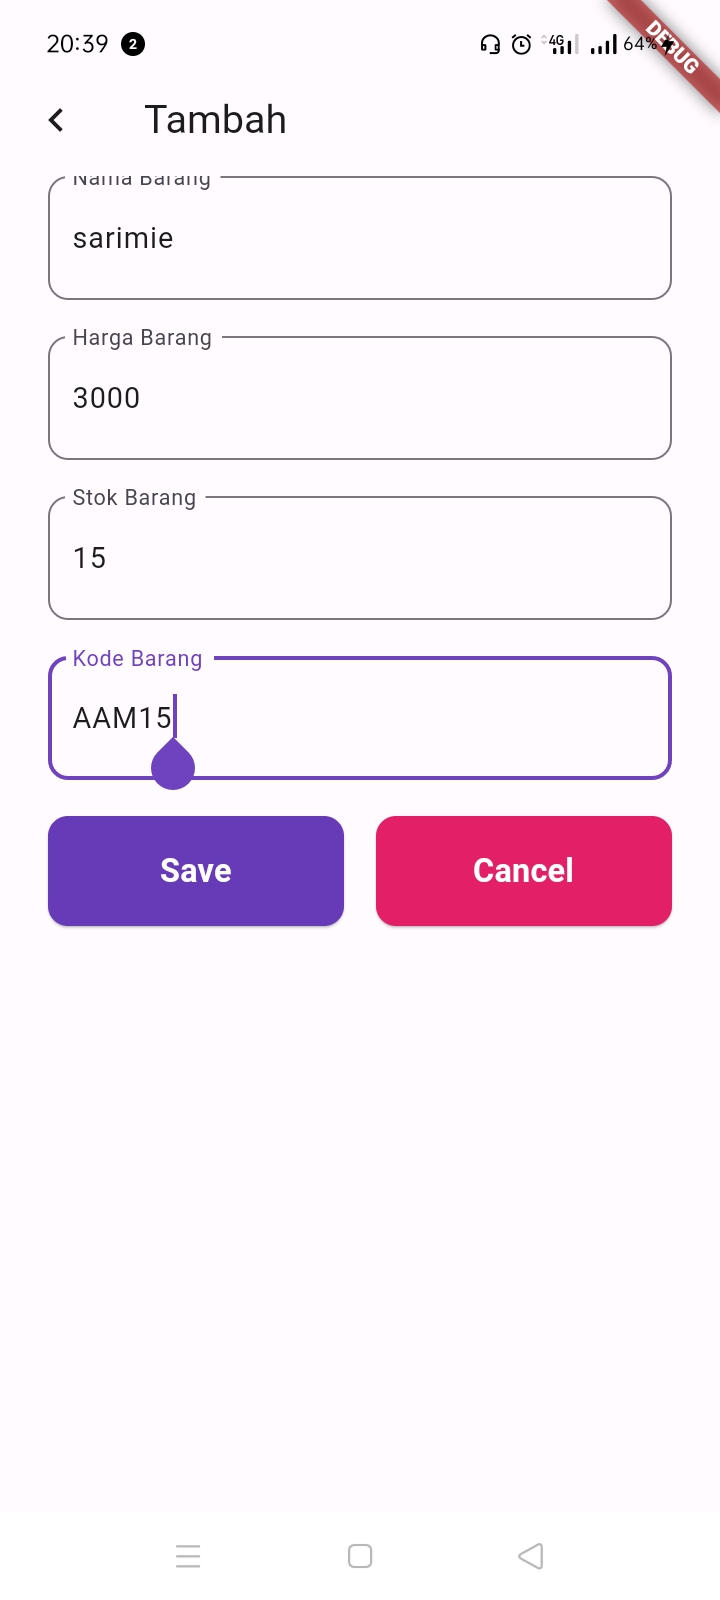 20:39 2 4G 64%
DEBUG
Tambah
Nama Barang
sarimie
Harga Barang
3000
Stok Barang
15
Kode Barang
AAM15
Save Cancel